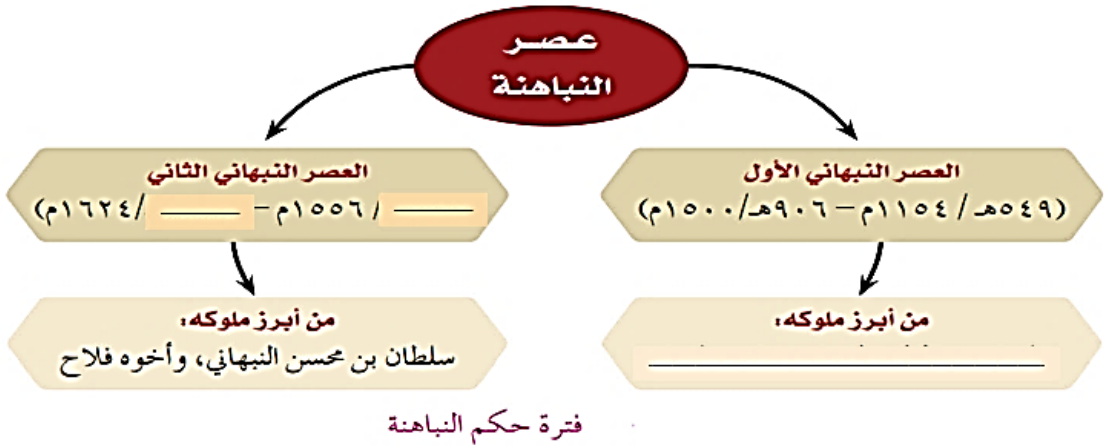 عصر
النباهنة
العصر النبهاني الأول
(٥٤٩هـ / ١١٥٤م – ٩٠٦هـ/١٥٠٠م)
العصر النبهاني الثاني
/ ١٥٥٦م – /١٦٢٤م)
من أبرز ملوكه:
من أبرز ملوكه:
سلطان بن محسن النبهاني، وأخوه فلاح
فترة حكم النباهنة